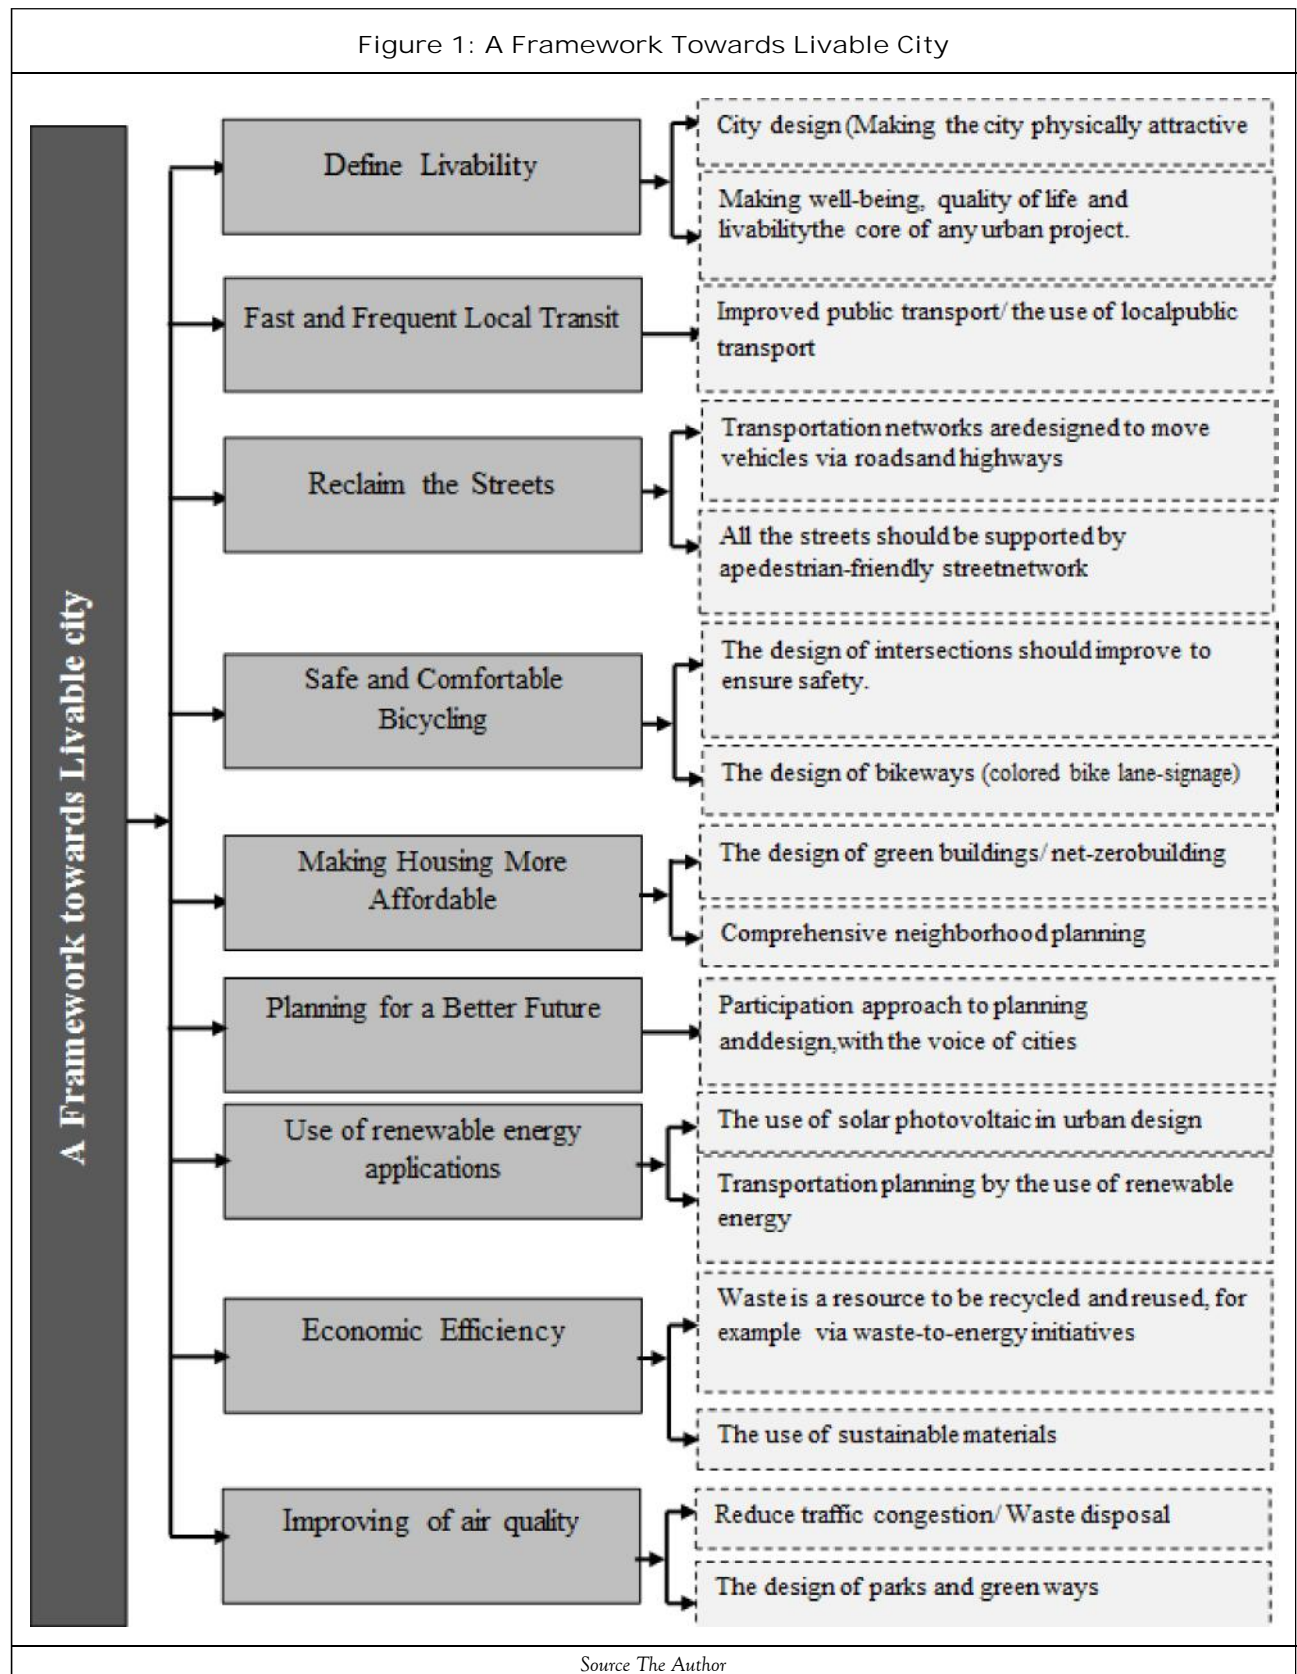 Figure 1: A Framework Towards Livable City
A Framework towards Livable city
Define Livability
City design (Making the city physically attractive
Making well-being, quality of life and
livabilitythe core of any urban project.
Fast and Frequent Local Transit
Improved public transport/ the use of localpublic
transport
Reclaim the Streets
Transportation networks aredesigned to move
vehicles via roadsand highways
All the streets should be supported by
apedestrian-friendly streetnetwork
Safe and Comfortable
Bicycling
The design of intersections should improve to
ensure safety.
The design of bikeways (colored bike lane-signage)
Making Housing More
Affordable
The design of green buildings/ net-zerobuilding
Comprehensive neighborhood planning
Planning for a Better Future
Participation approach to planning
anddesign,with the voice of cities
Use of renewable energy
applications
The use of solar photovoltaic in urban design
Transportation planning by the use of renewable
energy
Economic Efficiency
Waste is a resource to be recycled and reused, for
example via waste-to-energy initiatives
The use of sustainable materials
Improving of air quality
Reduce traffic congestion/ Waste disposal
The design of parks and green ways
Source The Author